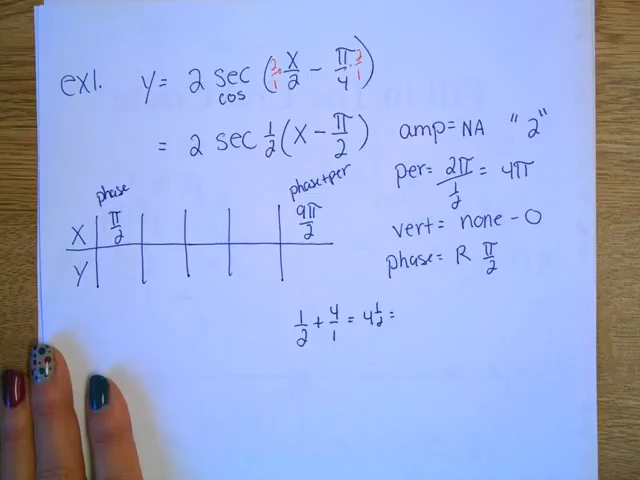 ex1. Y = 2 sec (2/1 · x/2 − π/4 · 2/1)
cos
= 2 sec 1/2 (x − π/2)
amp = NA "2"
per = 2π / 1/2 = 4π
vert = none − 0
phase = R π/2
phase phase+per
X π/2 9π/2
Y
1/2 + 4/1 = 4 1/2 =